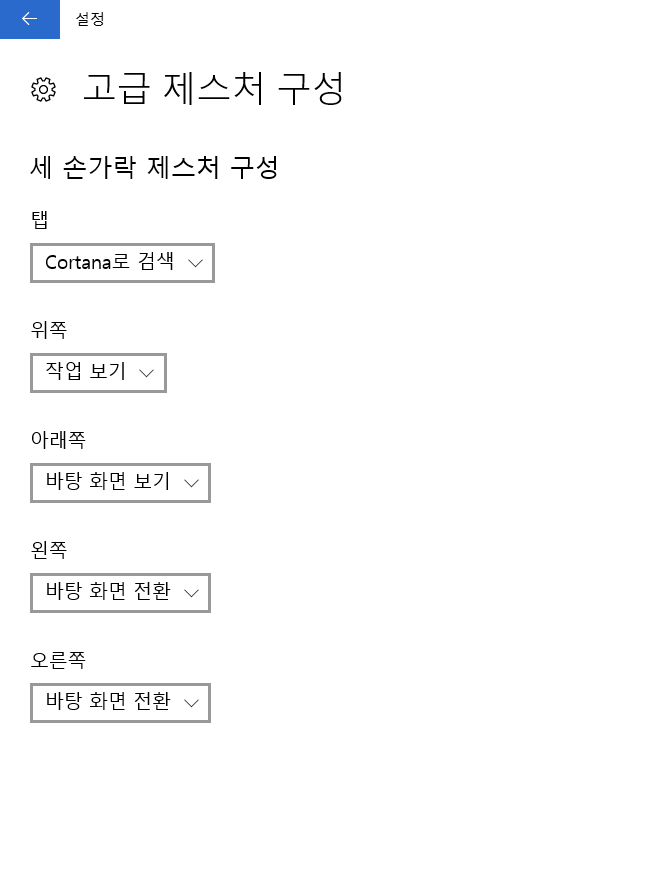 설정
고급 제스처 구성
세 손가락 제스처 구성
탭
Cortana로 검색
위쪽
작업 보기
아래쪽
바탕 화면 보기
왼쪽
바탕 화면 전환
오른쪽
바탕 화면 전환